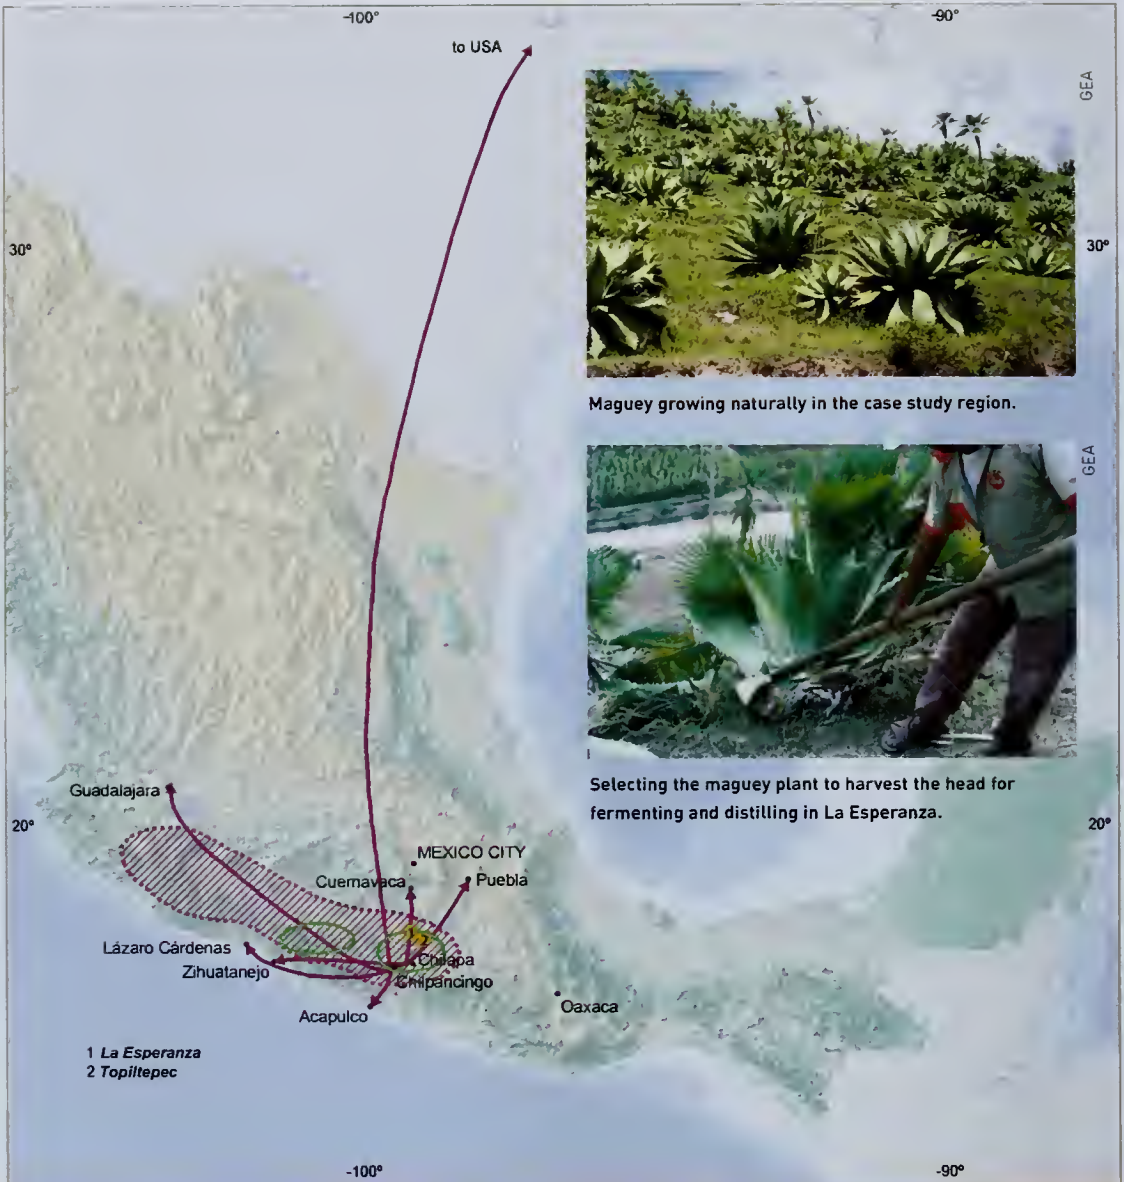 -100°
-90°
to USA
GEA
30°
30°
Maguey growing naturally in the case study region.
GEA
Selecting the maguey plant to harvest the head for
fermenting and distilling in La Esperanza.
Guadalajara
20°
20°
MEXICO CITY
Cuernavaca
Puebla
1
2
Lázaro Cárdenas
Chilapa
Zihuatanejo
Chilpancingo
Oaxaca
Acapulco
1 La Esperanza
2 Topiltepec
-100°
-90°